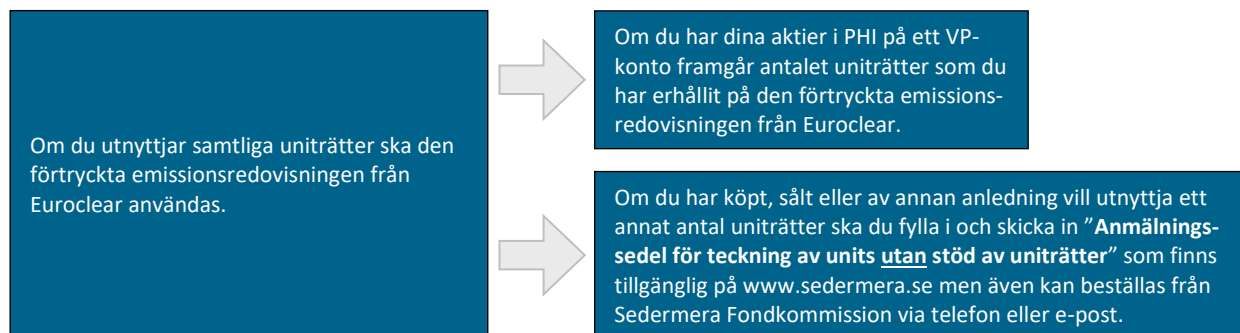 Om du utnyttjar samtliga uniträtter ska den
förtryckta emissionsredovisningen från
Euroclear användas.
Om du har dina aktier i PHI på ett VP-
konto framgår antalet uniträtter som du
har erhållit på den förtryckta emissions-
redovisningen från Euroclear.
Om du har köpt, sålt eller av annan anledning vill utnyttja ett
annat antal uniträtter ska du fylla i och skicka in ”Anmälnings-
sedel för teckning av units utan stöd av uniträtter” som finns
tillgänglig på www.sedermera.se men även kan beställas från
Sedermera Fondkommission via telefon eller e-post.